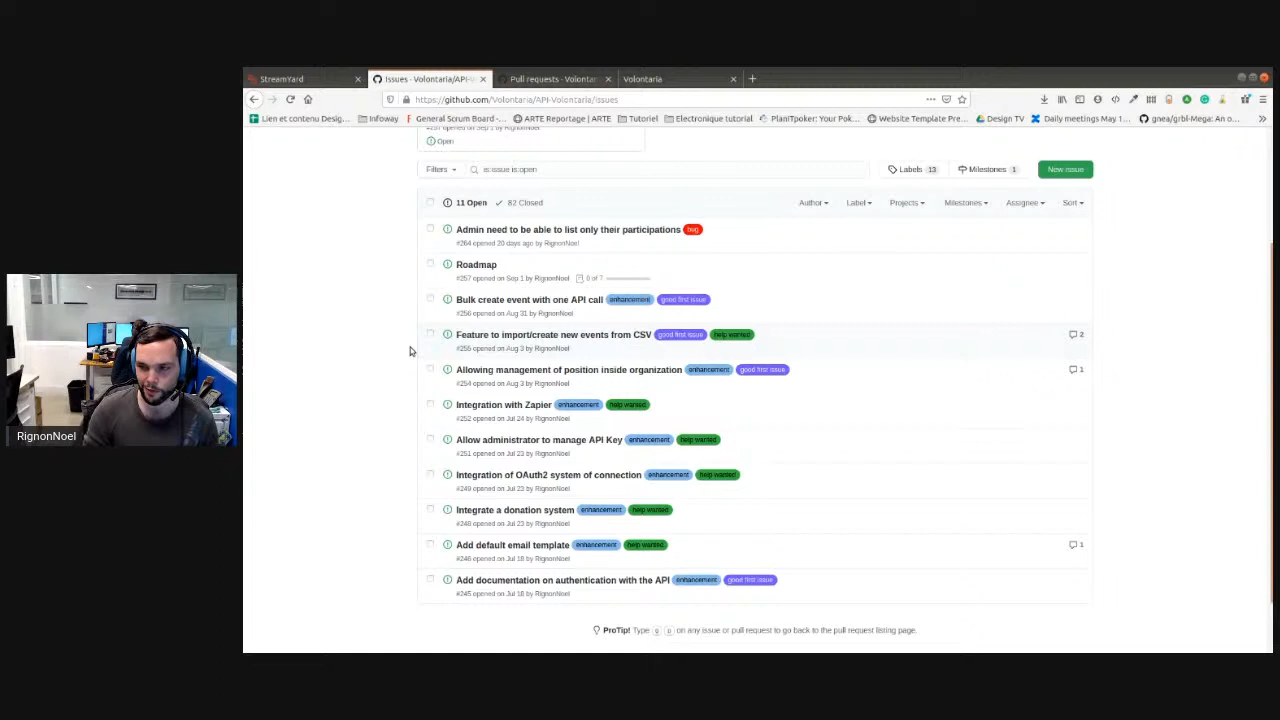 StreamYard
Issues · Volontaria/API-V
Pull requests · Volontar
Volontaria
https://github.com/Volontaria/API-Volontaria/issues
Lien et contenu Desig...
Infoway
General Scrum Board -...
ARTE Reportage | ARTE
Tutoriel
Electronique tutorial
PlanITpoker: Your Pok...
Website Template Pre...
Design TV
Daily meetings May 1...
gnea/grbl-Mega: An o...
Open
Filters
is:issue is:open
Labels 13
Milestones 1
New issue
11 Open
82 Closed
Author
Label
Projects
Milestones
Assignee
Sort
Admin need to be able to list only their participations bug
#264 opened 20 days ago by RignonNoel
Roadmap
#257 opened on Sep 1 by RignonNoel 6 of 7
Bulk create event with one API call enhancement good first issue
#256 opened on Aug 31 by RignonNoel
Feature to import/create new events from CSV good first issue help wanted 2
#255 opened on Aug 3 by RignonNoel
Allowing management of position inside organization enhancement good first issue 1
#254 opened on Aug 3 by RignonNoel
Integration with Zapier enhancement help wanted
#252 opened on Jul 24 by RignonNoel
Allow administrator to manage API Key enhancement help wanted
#251 opened on Jul 23 by RignonNoel
Integration of OAuth2 system of connection enhancement help wanted
#249 opened on Jul 23 by RignonNoel
Integrate a donation system enhancement help wanted
#248 opened on Jul 23 by RignonNoel
Add default email template enhancement help wanted 1
#246 opened on Jul 18 by RignonNoel
Add documentation on authentication with the API enhancement good first issue
#245 opened on Jul 18 by RignonNoel
ProTip! Type g p on any issue or pull request to go back to the pull request listing page.
RignonNoel